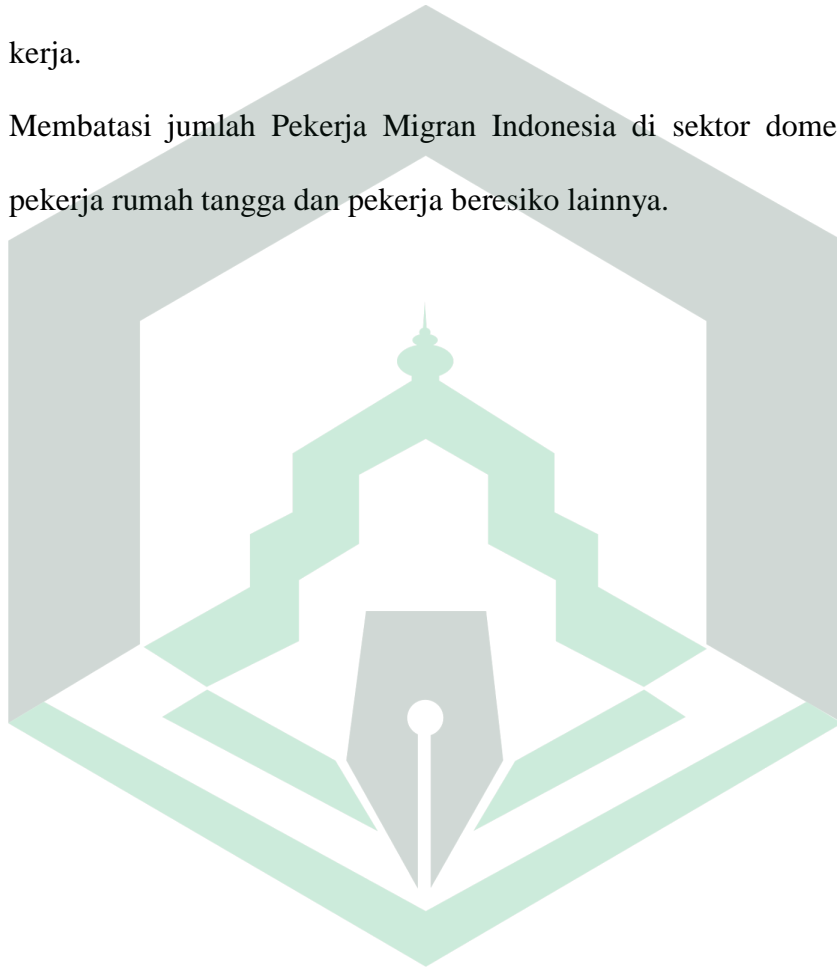 kerja.
Membatasi jumlah Pekerja Migran Indonesia di sektor dome
pekerja rumah tangga dan pekerja beresiko lainnya.